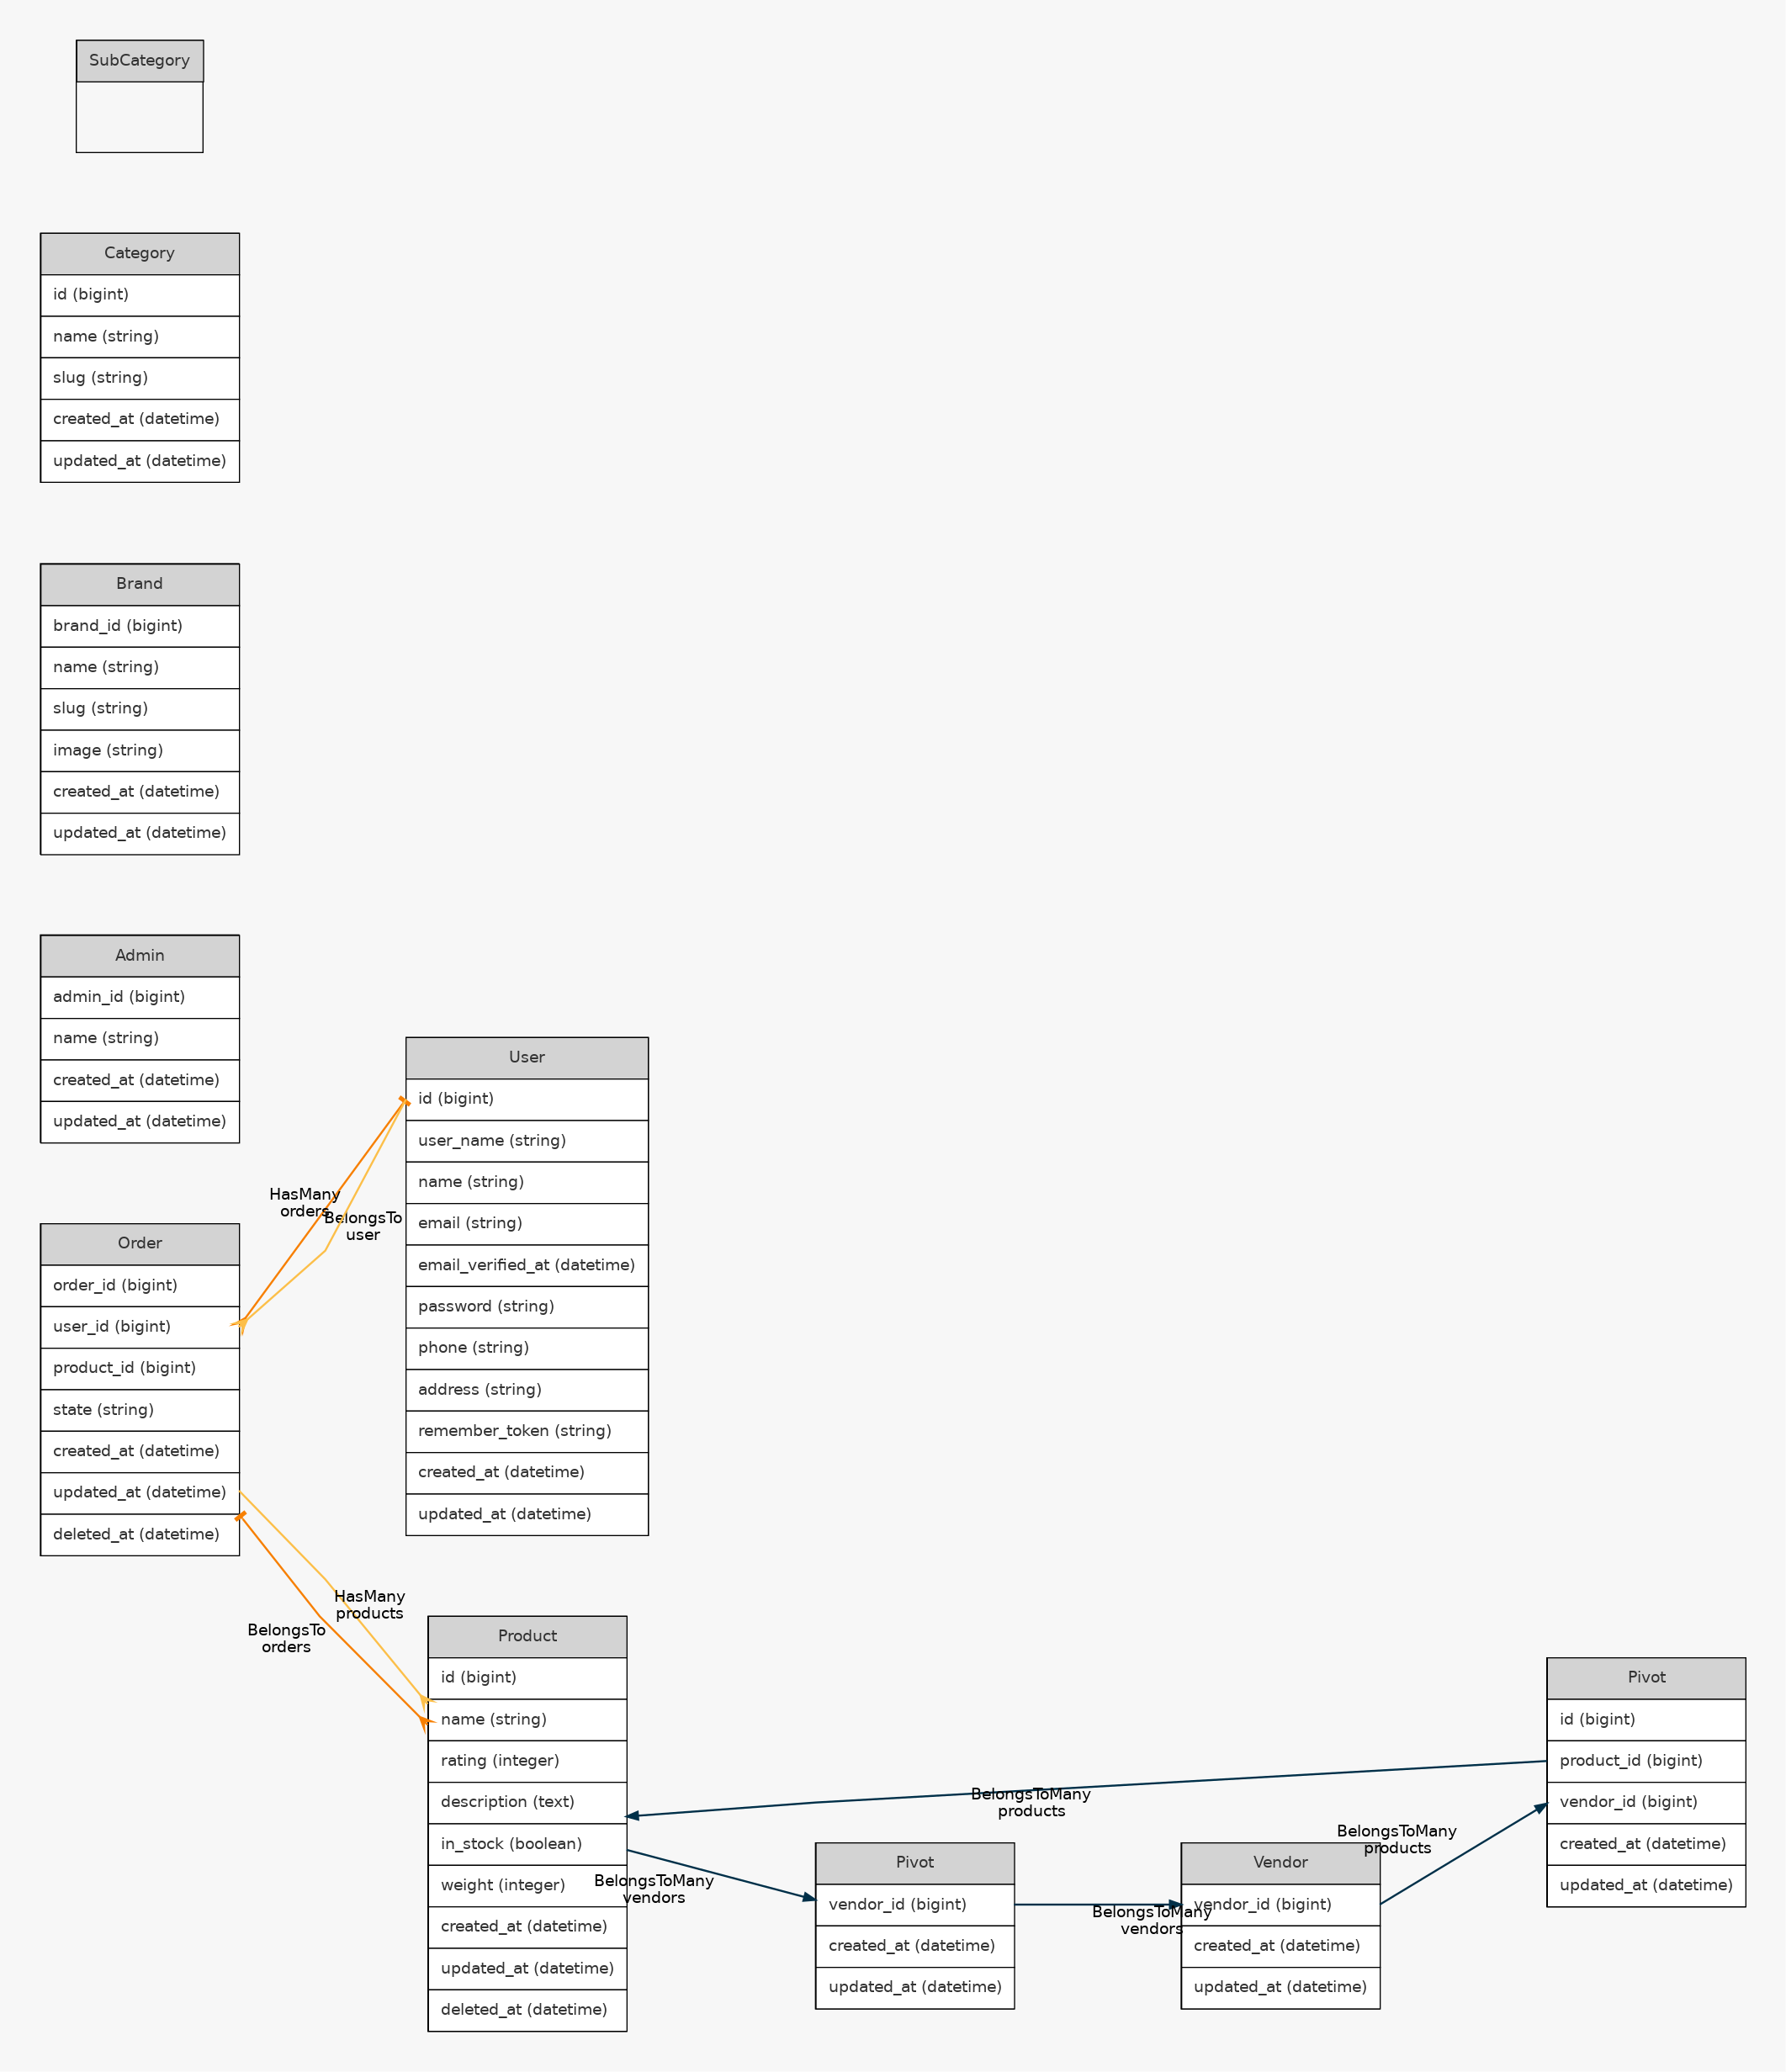 SubCategory
Category
id (bigint)
name (string)
slug (string)
created_at (datetime)
updated_at (datetime)
Brand
brand_id (bigint)
name (string)
slug (string)
image (string)
created_at (datetime)
updated_at (datetime)
Admin
admin_id (bigint)
name (string)
created_at (datetime)
updated_at (datetime)
Order
order_id (bigint)
user_id (bigint)
product_id (bigint)
state (string)
created_at (datetime)
updated_at (datetime)
deleted_at (datetime)
HasMany
orders
BelongsTo
user
User
id (bigint)
user_name (string)
name (string)
email (string)
email_verified_at (datetime)
password (string)
phone (string)
address (string)
remember_token (string)
created_at (datetime)
updated_at (datetime)
HasMany
products
BelongsTo
orders
Product
id (bigint)
name (string)
rating (integer)
description (text)
in_stock (boolean)
weight (integer)
created_at (datetime)
updated_at (datetime)
deleted_at (datetime)
BelongsToMany
vendors
BelongsToMany
products
Pivot
vendor_id (bigint)
created_at (datetime)
updated_at (datetime)
BelongsToMany
vendors
Vendor
vendor_id (bigint)
created_at (datetime)
updated_at (datetime)
BelongsToMany
products
Pivot
id (bigint)
product_id (bigint)
vendor_id (bigint)
created_at (datetime)
updated_at (datetime)